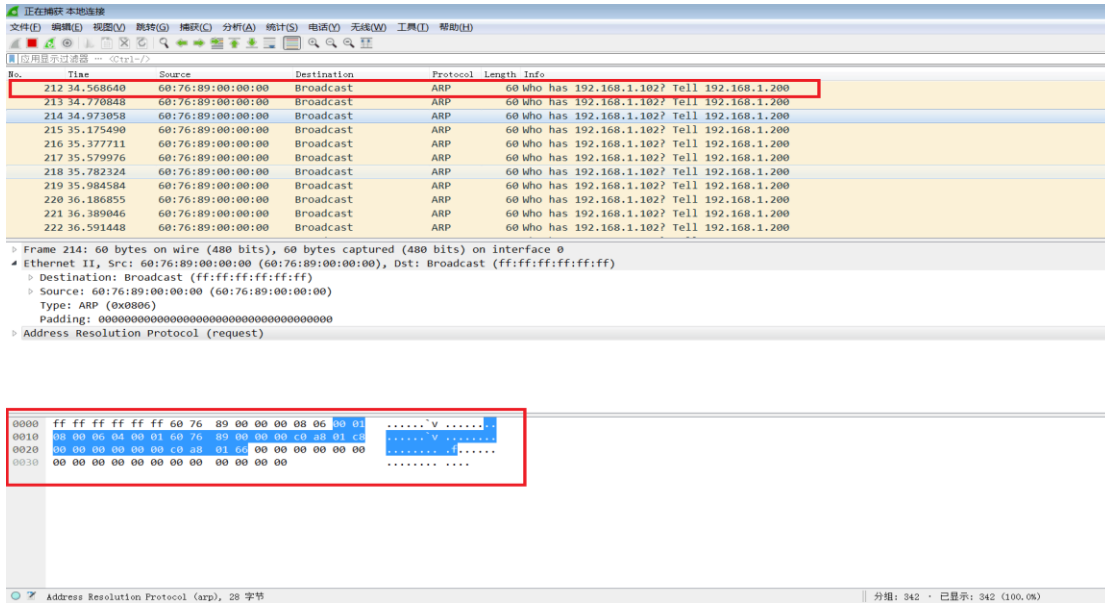 正在捕获 本地连接
文件(F) 编辑(E) 视图(V) 跳转(G) 捕获(C) 分析(A) 统计(S) 电话(Y) 无线(W) 工具(T) 帮助(H)
应用显示过滤器 … <Ctrl-/>
No. Time Source Destination Protocol Length Info
212 34.568640 60:76:89:00:00:00 Broadcast ARP 60 Who has 192.168.1.102? Tell 192.168.1.200
213 34.770848 60:76:89:00:00:00 Broadcast ARP 60 Who has 192.168.1.102? Tell 192.168.1.200
214 34.973058 60:76:89:00:00:00 Broadcast ARP 60 Who has 192.168.1.102? Tell 192.168.1.200
215 35.175490 60:76:89:00:00:00 Broadcast ARP 60 Who has 192.168.1.102? Tell 192.168.1.200
216 35.377711 60:76:89:00:00:00 Broadcast ARP 60 Who has 192.168.1.102? Tell 192.168.1.200
217 35.579976 60:76:89:00:00:00 Broadcast ARP 60 Who has 192.168.1.102? Tell 192.168.1.200
218 35.782324 60:76:89:00:00:00 Broadcast ARP 60 Who has 192.168.1.102? Tell 192.168.1.200
219 35.984584 60:76:89:00:00:00 Broadcast ARP 60 Who has 192.168.1.102? Tell 192.168.1.200
220 36.186855 60:76:89:00:00:00 Broadcast ARP 60 Who has 192.168.1.102? Tell 192.168.1.200
221 36.389046 60:76:89:00:00:00 Broadcast ARP 60 Who has 192.168.1.102? Tell 192.168.1.200
222 36.591448 60:76:89:00:00:00 Broadcast ARP 60 Who has 192.168.1.102? Tell 192.168.1.200
Frame 214: 60 bytes on wire (480 bits), 60 bytes captured (480 bits) on interface 0
Ethernet II, Src: 60:76:89:00:00:00 (60:76:89:00:00:00), Dst: Broadcast (ff:ff:ff:ff:ff:ff)
Destination: Broadcast (ff:ff:ff:ff:ff:ff)
Source: 60:76:89:00:00:00 (60:76:89:00:00:00)
Type: ARP (0x0806)
Padding: 000000000000000000000000000000000000
Address Resolution Protocol (request)
0000 ff ff ff ff ff ff 60 76 89 00 00 00 08 06 00 01 ......`v ........
0010 08 00 06 04 00 01 60 76 89 00 00 00 c0 a8 01 c8 ......`v ........
0020 00 00 00 00 00 00 c0 a8 01 66 00 00 00 00 00 00 ........ .f......
0030 00 00 00 00 00 00 00 00 00 00 00 00 ........ ....
Address Resolution Protocol (arp), 28 字节
分组: 342 · 已显示: 342 (100.0%)